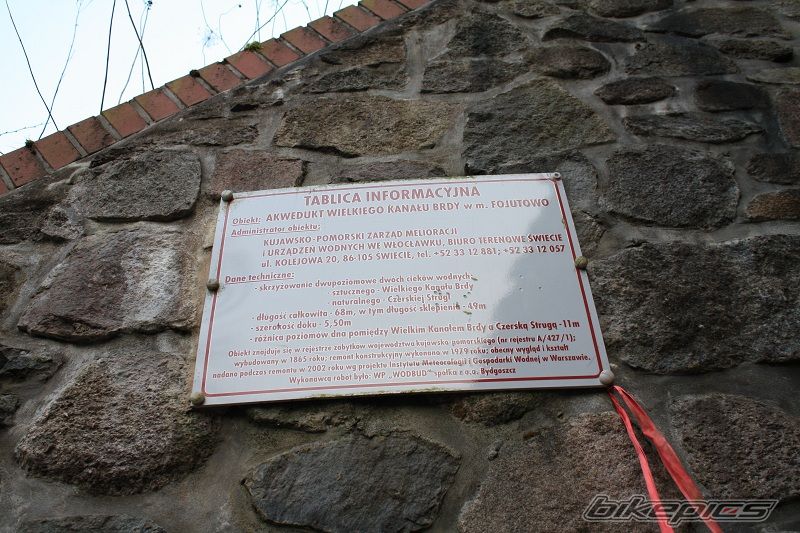 TABLICA INFORMACYJNA
Obiekt: AKWEDUKT WIELKIEGO KANAŁU BRDY w m. FOJUTOWO
Administrator obiektu:
KUJAWSKO-POMORSKI ZARZĄD MELIORACJI
i URZĄDZEŃ WODNYCH WE WŁOCŁAWKU, BIURO TERENOWE ŚWIECIE
ul. KOLEJOWA 20, 86-105 ŚWIECIE, tel. +52 33 12 881; +52 33 12 057
Dane techniczne:
- skrzyżowanie dwupoziomowe dwóch cieków wodnych:
- sztucznego - Wielkiego Kanału Brdy
- naturalnego - Czerskiej Strugi
- długość całkowita - 68m, w tym długość sklepienia - 49m
- szerokość doku - 5,50m
- różnica poziomów dna pomiędzy Wielkim Kanałem Brdy a Czerską Strugą -11m
Obiekt znajduje się w rejestrze zabytków województwa kujawsko pomorskiego (nr rejestru A/427/1);
wybudowany w 1865 roku; remont konstrukcyjny wykonano w 1979 roku; obecny wygląd i kształt
nadano podczas remontu w 2002 roku wg projektu Instytutu Meteorologii i Gospodarki Wodnej w Warszawie.
Wykonawcą robót było: WP „WODBUD" spółka z o.o. Bydgoszcz
bikepics